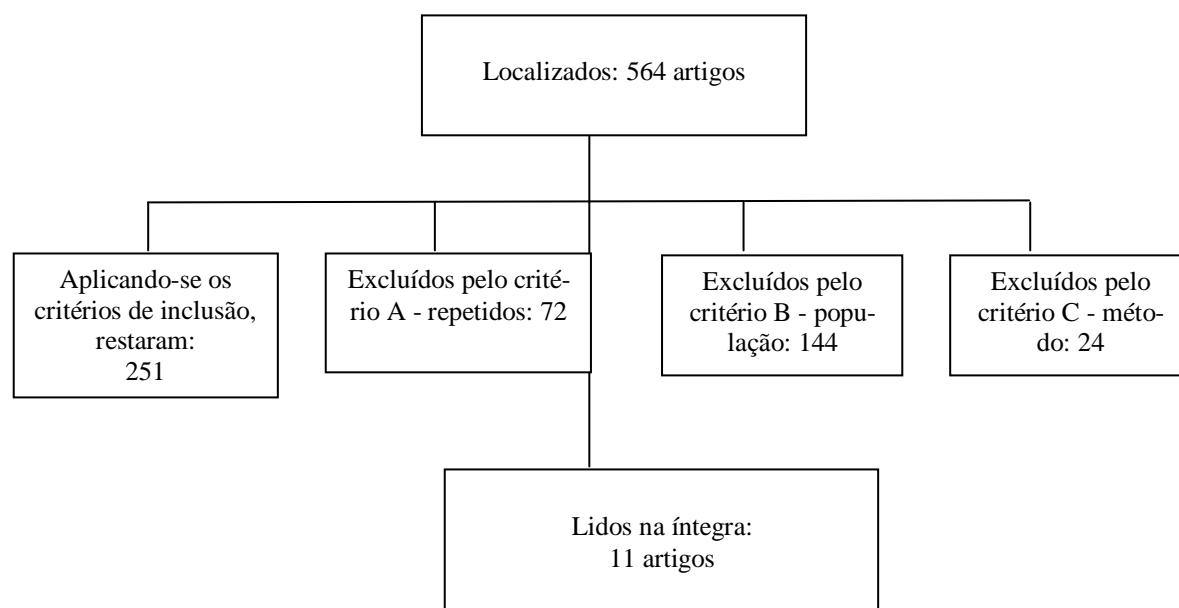 Localizados: 564 artigos
Aplicando-se os
critérios de inclusão,
restaram:
251
Excluídos pelo crité-
rio A - repetidos: 72
Excluídos pelo
critério B - popu-
lação: 144
Excluídos pelo
critério C - méto-
do: 24
Lidos na íntegra:
11 artigos